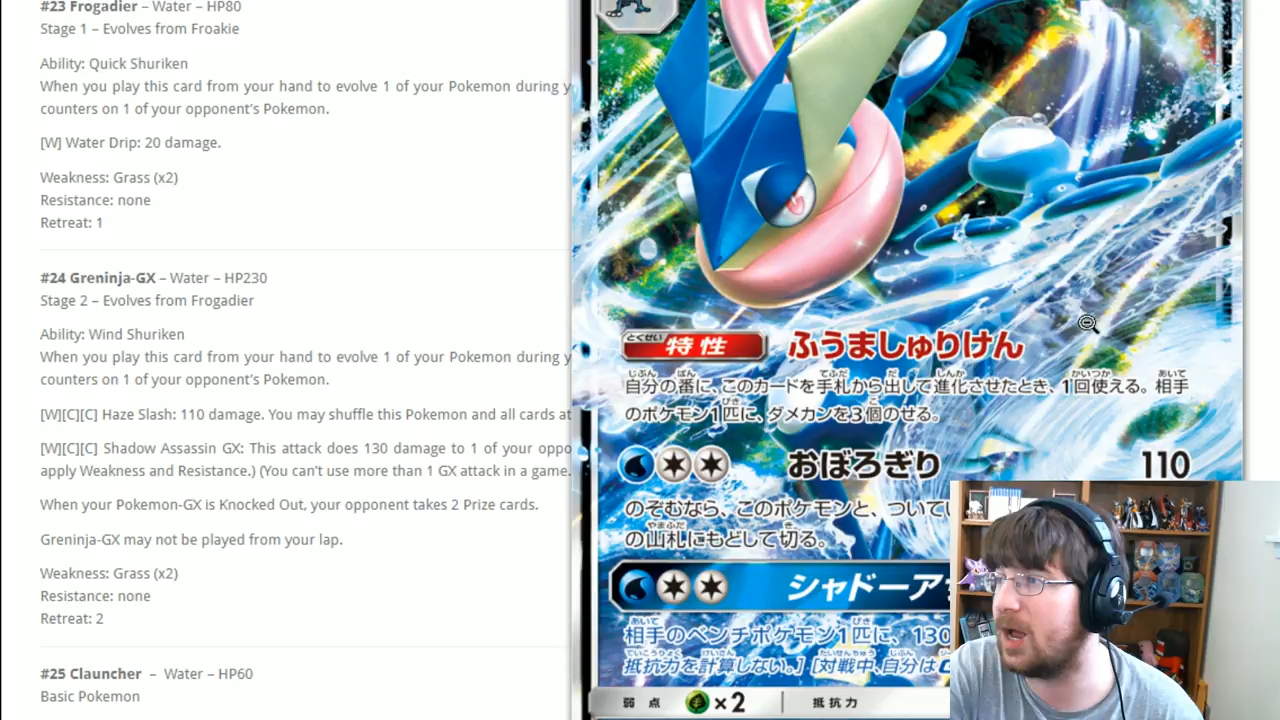 #23 Frogadier – Water – HP80
Stage 1 – Evolves from Froakie
Ability: Quick Shuriken
When you play this card from your hand to evolve 1 of your Pokemon during y
counters on 1 of your opponent's Pokemon.
[W] Water Drip: 20 damage.
Weakness: Grass (x2)
Resistance: none
Retreat: 1
#24 Greninja-GX – Water – HP230
Stage 2 – Evolves from Frogadier
Ability: Wind Shuriken
When you play this card from your hand to evolve 1 of your Pokemon during y
counters on 1 of your opponent's Pokemon.
[W][C][C] Haze Slash: 110 damage. You may shuffle this Pokemon and all cards at
[W][C][C] Shadow Assassin GX: This attack does 130 damage to 1 of your oppo
apply Weakness and Resistance.) (You can't use more than 1 GX attack in a game.
When your Pokemon-GX is Knocked Out, your opponent takes 2 Prize cards.
Greninja-GX may not be played from your lap.
Weakness: Grass (x2)
Resistance: none
Retreat: 2
#25 Clauncher – Water – HP60
Basic Pokemon
特性 ふうましゅりけん
自分の番に、このカードを手札から出して進化させたとき、1回使える。相手
のポケモン1匹に、ダメカンを3個のせる。
おぼろぎり 110
のぞむなら、このポケモンと、ついてい
の山札にもどして切る。
シャドーア
相手のベンチポケモン1匹に、130
抵抗力を計算しない。] [対戦中、自分は
弱点 ×2 抵抗力